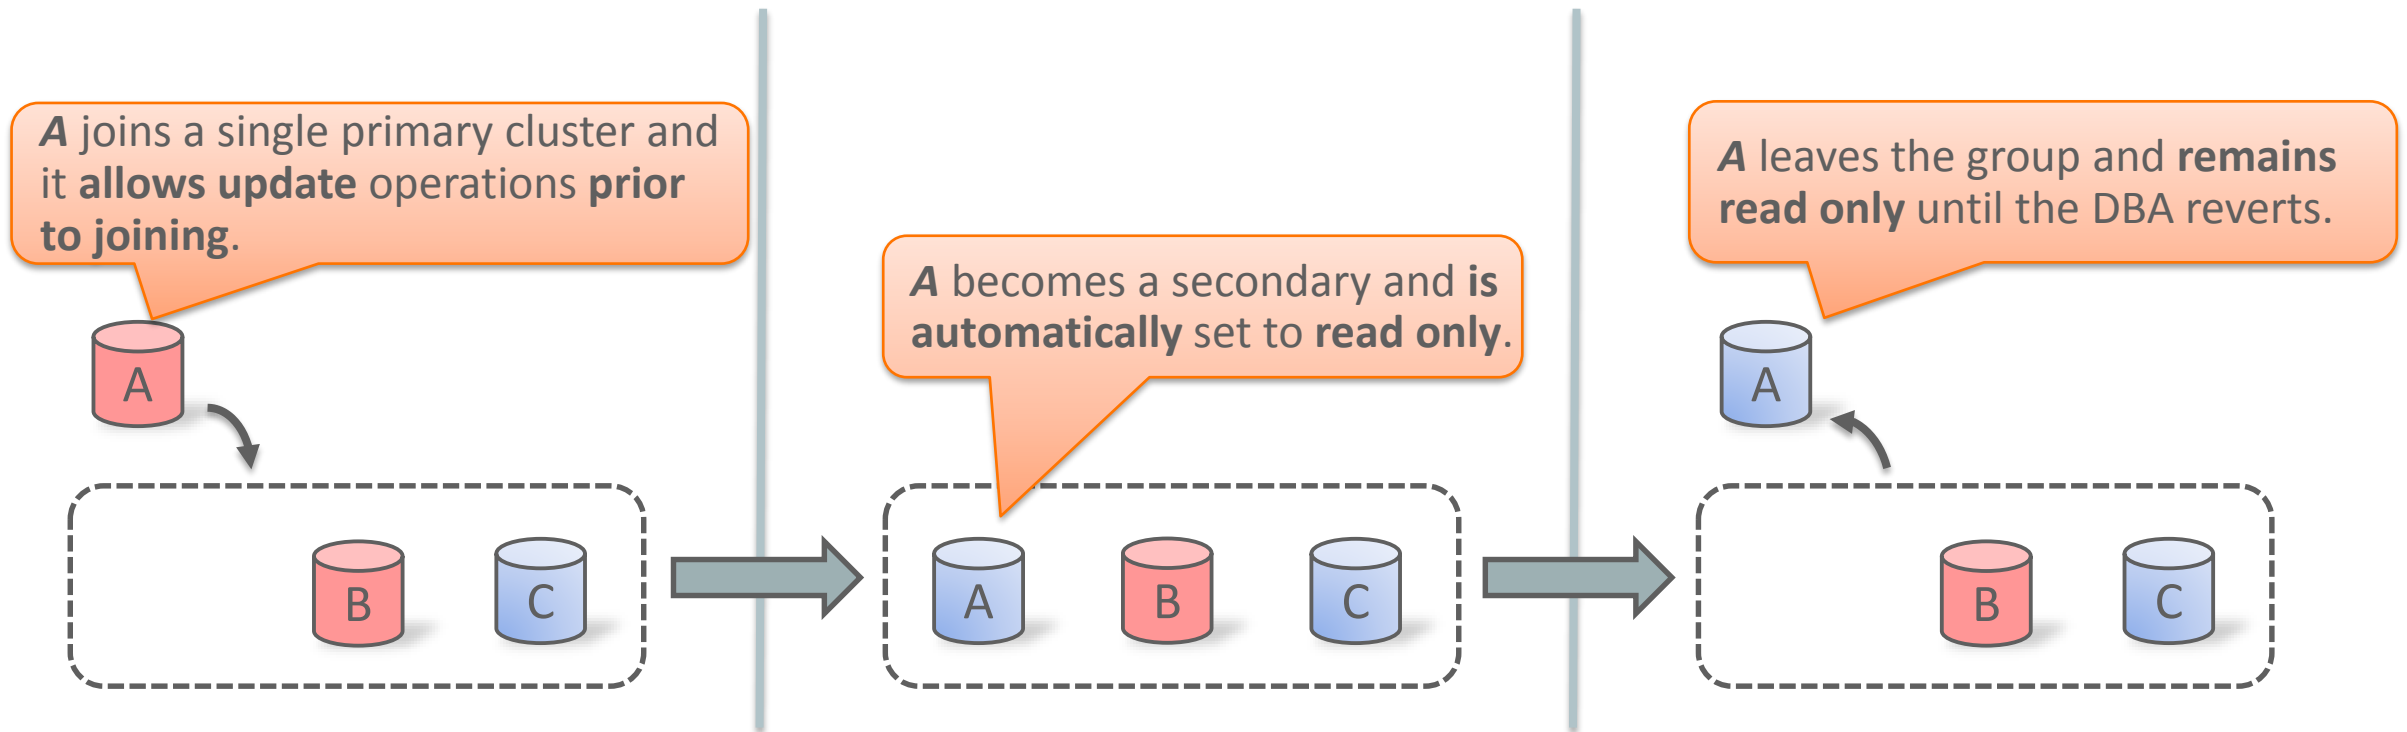 A joins a single primary cluster and
it allows update operations prior
to joining.
A
B
C
A becomes a secondary and is
automatically set to read only.
A
B
C
A leaves the group and remains
read only until the DBA reverts.
A
B
C